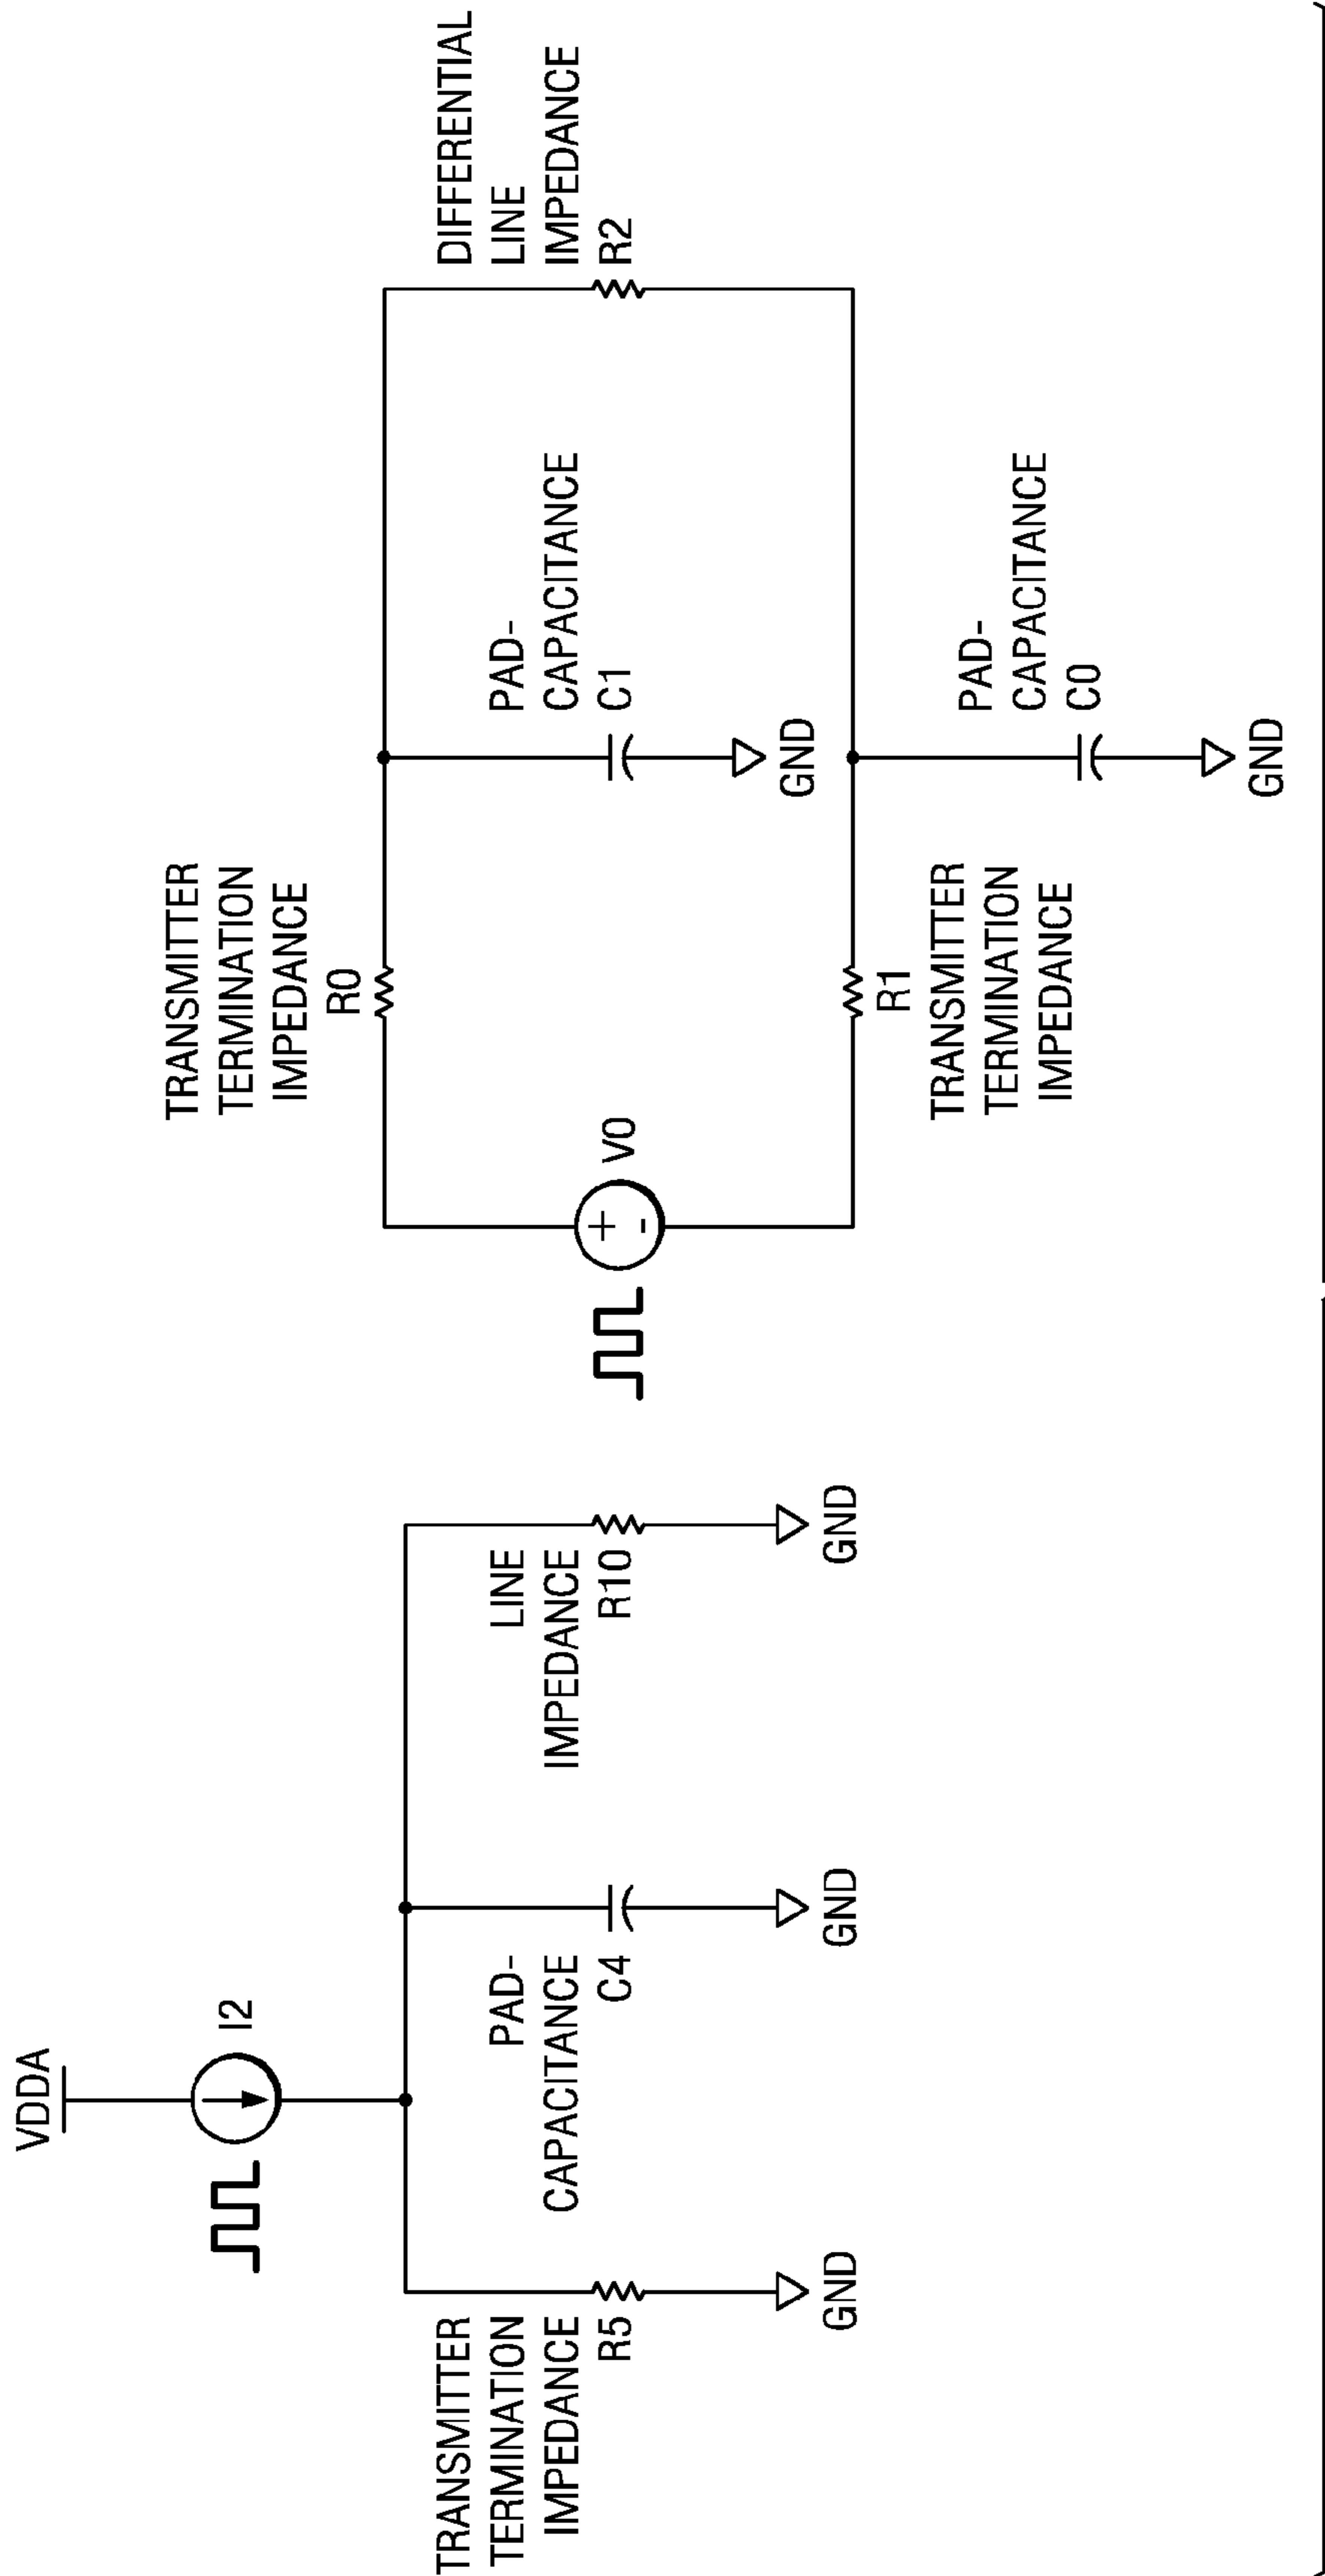 VDDA
I2
TRANSMITTER
TERMINATION
IMPEDANCE
R5
GND
PAD-
CAPACITANCE
C4
GND
LINE
IMPEDANCE
R10
GND
V0
+
-
TRANSMITTER
TERMINATION
IMPEDANCE
R0
PAD-
CAPACITANCE
C1
GND
DIFFERENTIAL
LINE
IMPEDANCE
R2
R1
TRANSMITTER
TERMINATION
IMPEDANCE
PAD-
CAPACITANCE
C0
GND